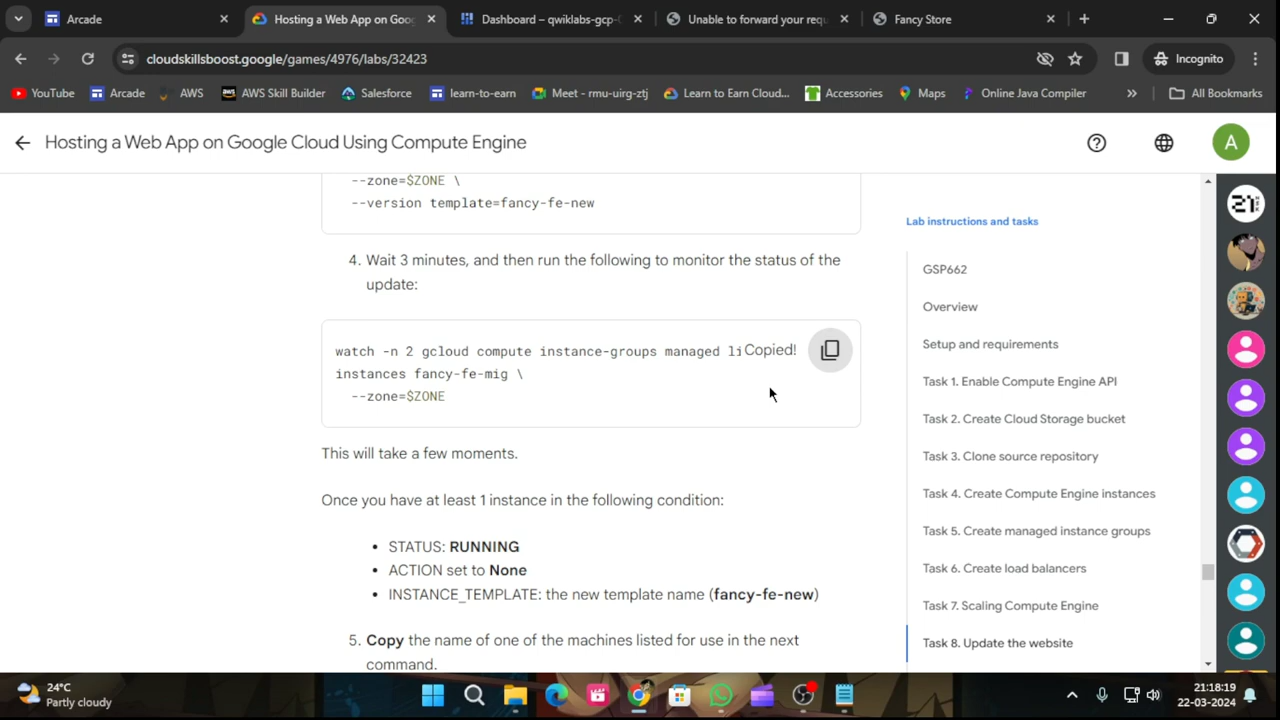 Arcade
Hosting a Web App on Goo
Dashboard – qwiklabs-gcp-
Unable to forward your requ
Fancy Store
cloudskillsboost.google/games/4976/labs/32423
Incognito
YouTube
Arcade
AWS
AWS Skill Builder
Salesforce
learn-to-earn
Meet - rmu-uirg-ztj
Learn to Earn Cloud...
Accessories
Maps
Online Java Compiler
All Bookmarks
Hosting a Web App on Google Cloud Using Compute Engine
A
--zone=$ZONE \
--version template=fancy-fe-new
4. Wait 3 minutes, and then run the following to monitor the status of the
update:
watch -n 2 gcloud compute instance-groups managed li
Copied!
instances fancy-fe-mig \
--zone=$ZONE
This will take a few moments.
Once you have at least 1 instance in the following condition:
• STATUS: RUNNING
• ACTION set to None
• INSTANCE_TEMPLATE: the new template name (fancy-fe-new)
5. Copy the name of one of the machines listed for use in the next
command.
Lab instructions and tasks
GSP662
Overview
Setup and requirements
Task 1. Enable Compute Engine API
Task 2. Create Cloud Storage bucket
Task 3. Clone source repository
Task 4. Create Compute Engine instances
Task 5. Create managed instance groups
Task 6. Create load balancers
Task 7. Scaling Compute Engine
Task 8. Update the website
24°C
Partly cloudy
21:18:19
22-03-2024